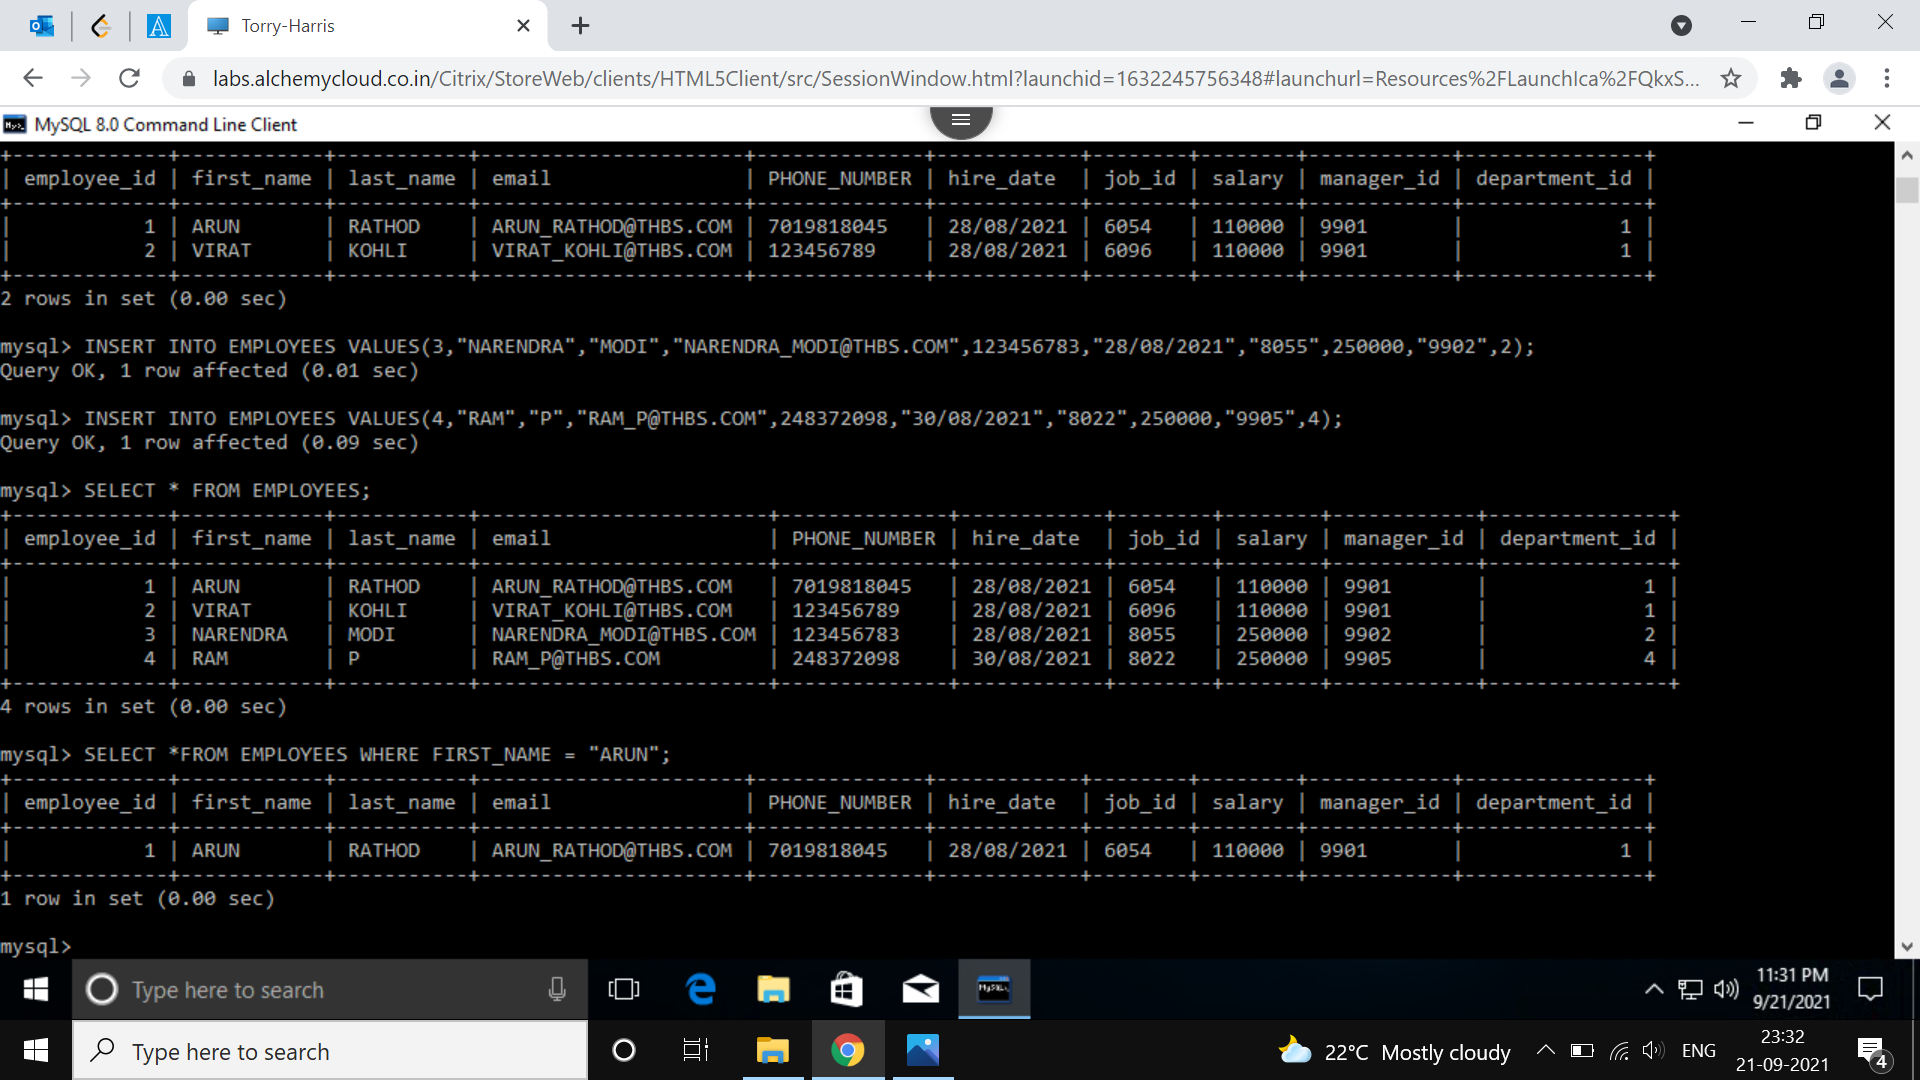 Torry-Harris
labs.alchemycloud.co.in/Citrix/StoreWeb/clients/HTML5Client/src/SessionWindow.html?launchid=1632245756348#launchurl=Resources%2FLaunchIca%2FQkxS...
MySQL 8.0 Command Line Client
| employee_id | first_name | last_name | email | PHONE_NUMBER | hire_date | job_id | salary | manager_id | department_id |
| 1 | ARUN | RATHOD | ARUN_RATHOD@THBS.COM | 7019818045 | 28/08/2021 | 6054 | 110000 | 9901 | 1 |
| 2 | VIRAT | KOHLI | VIRAT_KOHLI@THBS.COM | 123456789 | 28/08/2021 | 6096 | 110000 | 9901 | 1 |
2 rows in set (0.00 sec)
mysql> INSERT INTO EMPLOYEES VALUES(3,"NARENDRA","MODI","NARENDRA_MODI@THBS.COM",123456783,"28/08/2021","8055",250000,"9902",2);
Query OK, 1 row affected (0.01 sec)
mysql> INSERT INTO EMPLOYEES VALUES(4,"RAM","P","RAM_P@THBS.COM",248372098,"30/08/2021","8022",250000,"9905",4);
Query OK, 1 row affected (0.09 sec)
mysql> SELECT * FROM EMPLOYEES;
| employee_id | first_name | last_name | email | PHONE_NUMBER | hire_date | job_id | salary | manager_id | department_id |
| 1 | ARUN | RATHOD | ARUN_RATHOD@THBS.COM | 7019818045 | 28/08/2021 | 6054 | 110000 | 9901 | 1 |
| 2 | VIRAT | KOHLI | VIRAT_KOHLI@THBS.COM | 123456789 | 28/08/2021 | 6096 | 110000 | 9901 | 1 |
| 3 | NARENDRA | MODI | NARENDRA_MODI@THBS.COM | 123456783 | 28/08/2021 | 8055 | 250000 | 9902 | 2 |
| 4 | RAM | P | RAM_P@THBS.COM | 248372098 | 30/08/2021 | 8022 | 250000 | 9905 | 4 |
4 rows in set (0.00 sec)
mysql> SELECT *FROM EMPLOYEES WHERE FIRST_NAME = "ARUN";
| employee_id | first_name | last_name | email | PHONE_NUMBER | hire_date | job_id | salary | manager_id | department_id |
| 1 | ARUN | RATHOD | ARUN_RATHOD@THBS.COM | 7019818045 | 28/08/2021 | 6054 | 110000 | 9901 | 1 |
1 row in set (0.00 sec)
mysql>
Type here to search
11:31 PM
9/21/2021
Type here to search
22°C Mostly cloudy
ENG
23:32
21-09-2021
4